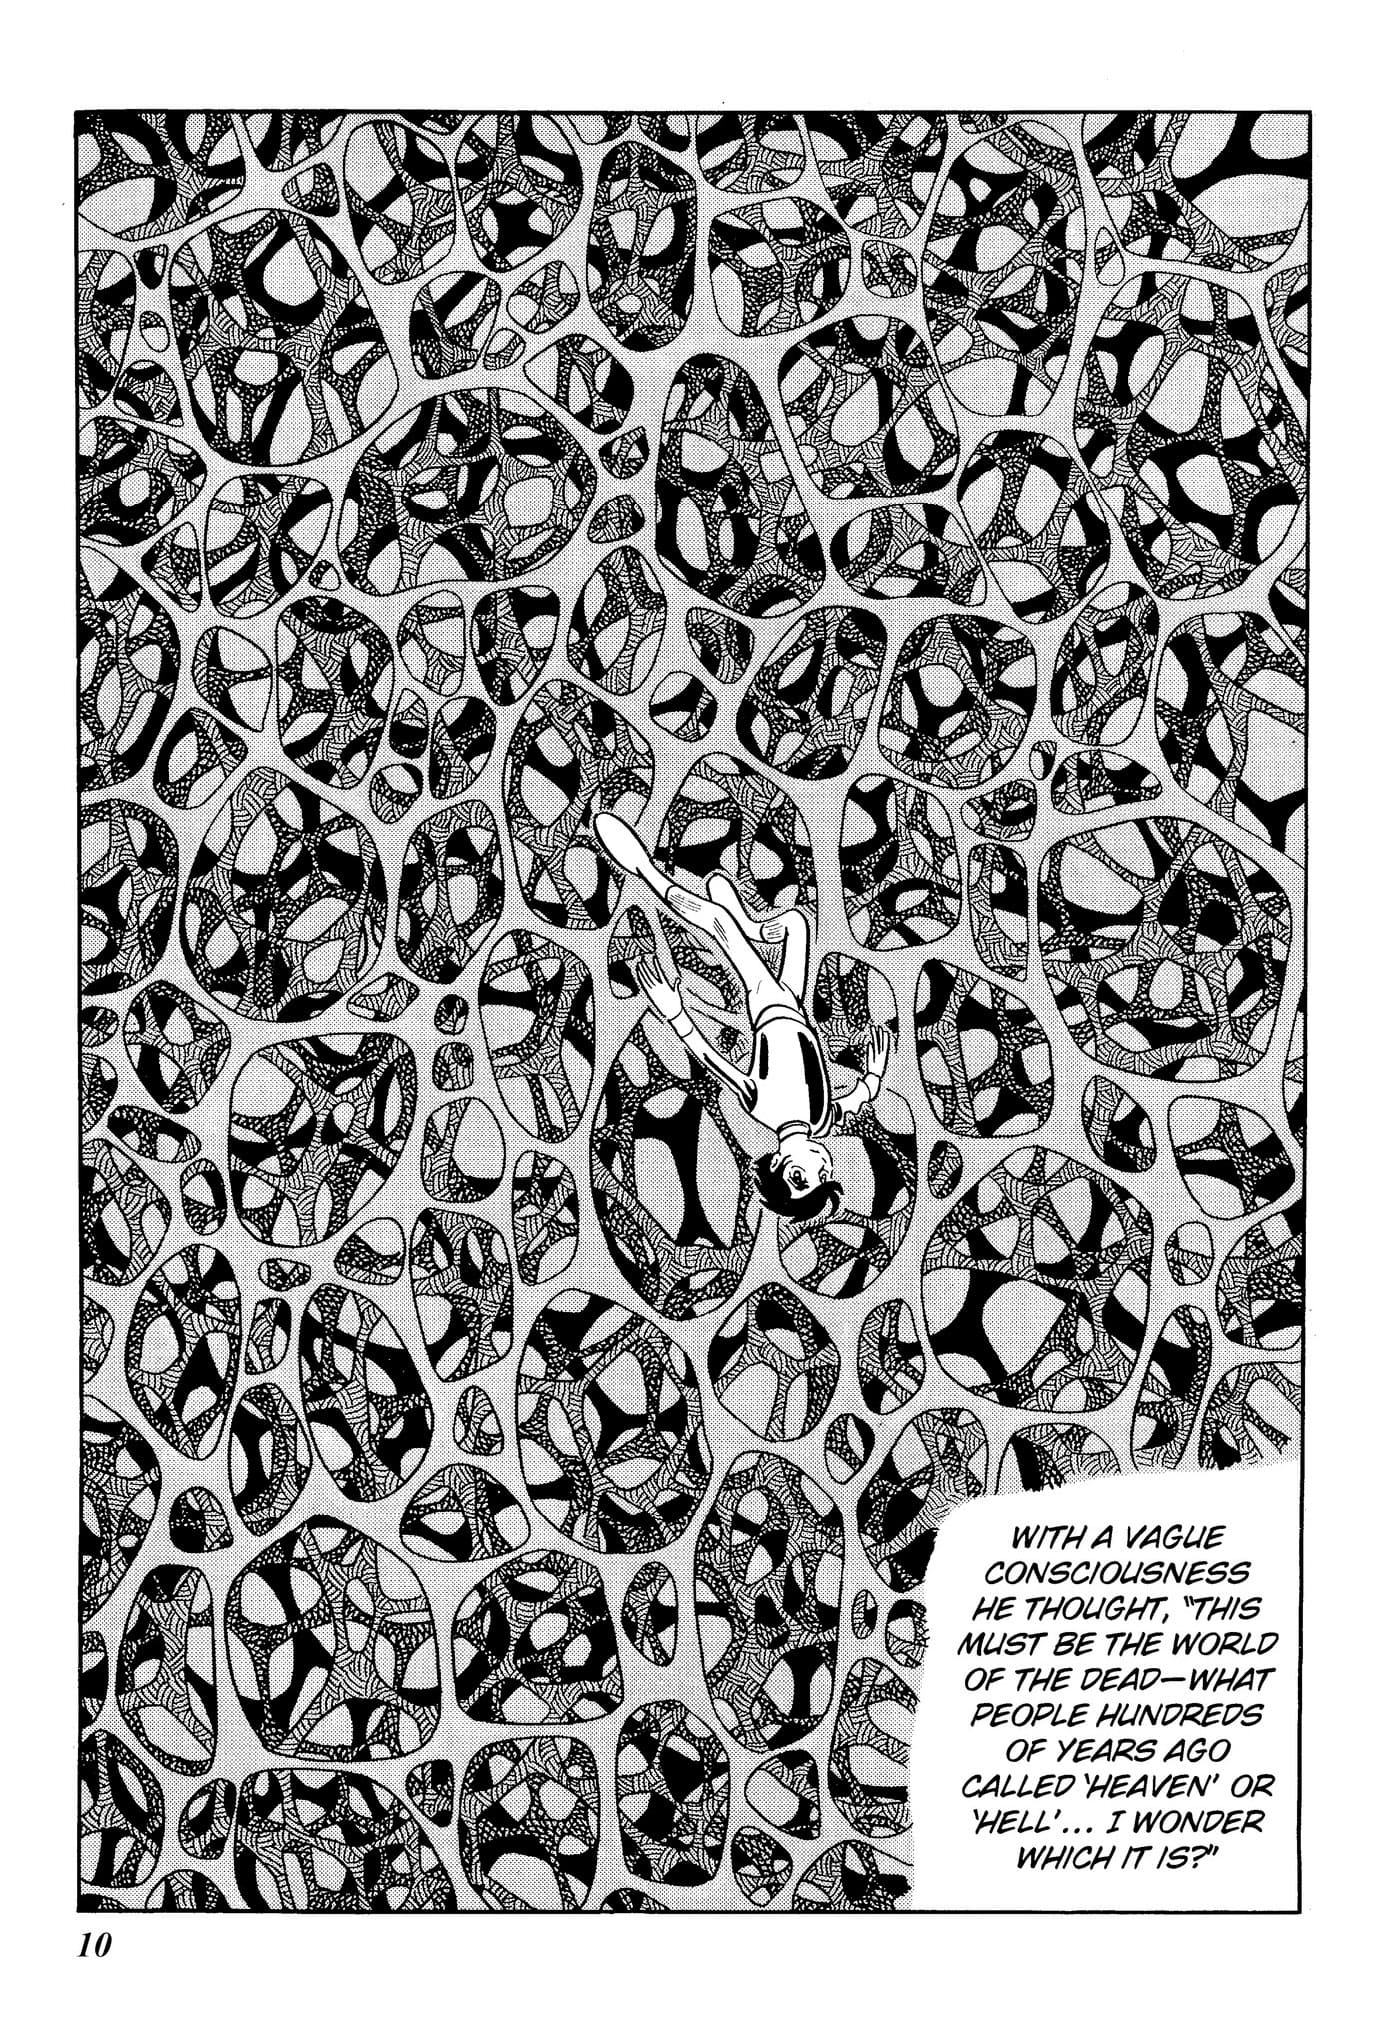 WITH A VAGUE
CONSCIOUSNESS
HE THOUGHT, "THIS
MUST BE THE WORLD
OF THE DEAD—WHAT
PEOPLE HUNDREDS
OF YEARS AGO
CALLED 'HEAVEN' OR
'HELL'... I WONDER
WHICH IT IS?"
10